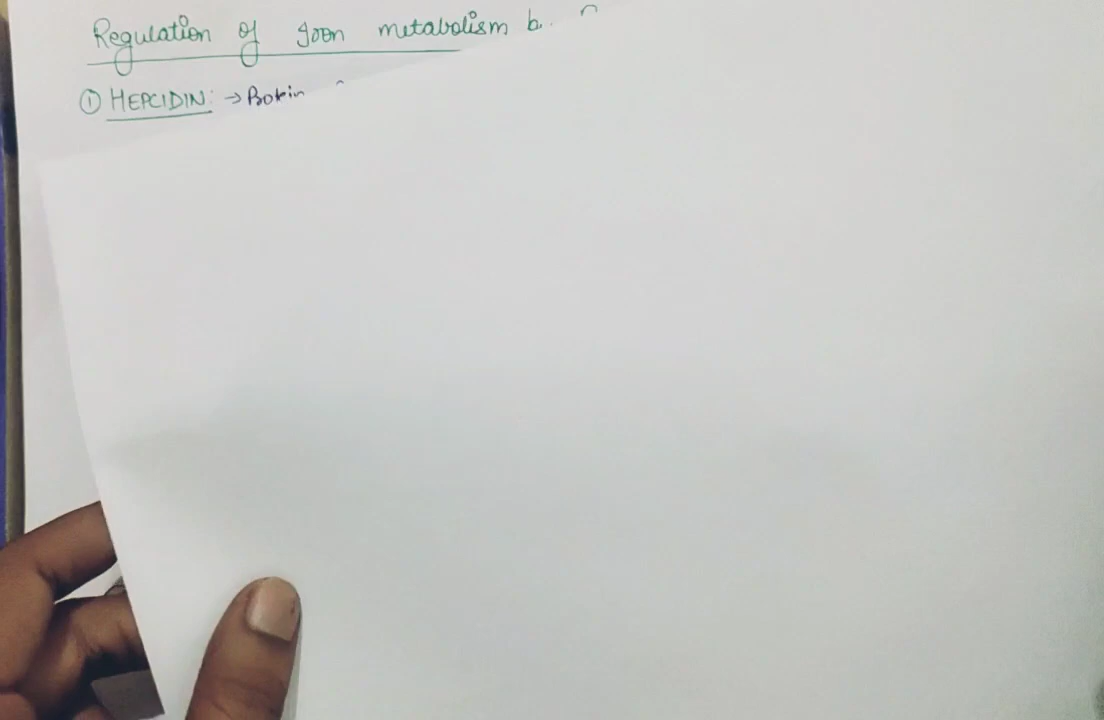 Regulation of Iron metabolism
① HEPCIDIN: →